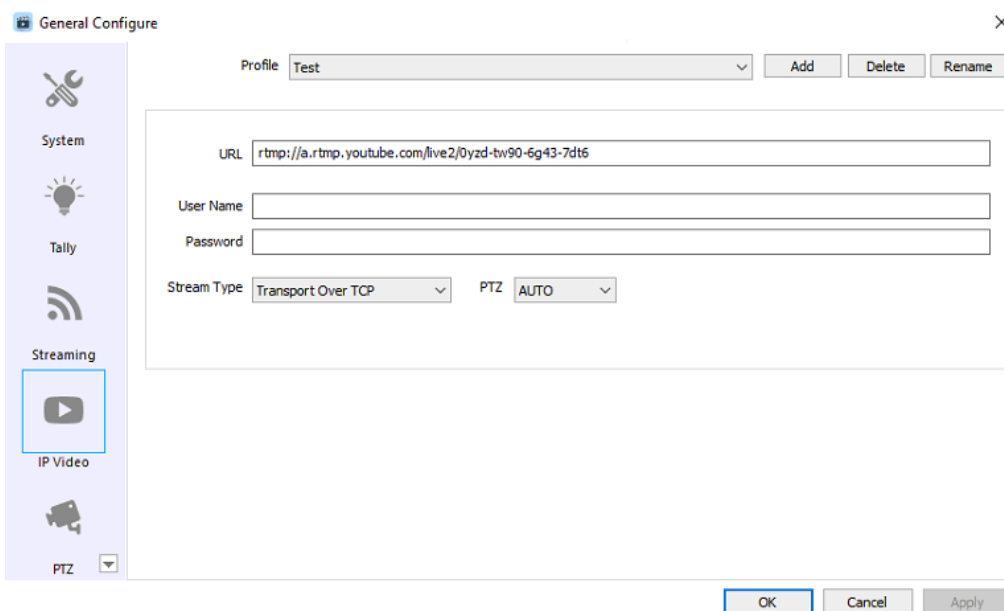 General Configure
Profile Test Add Delete Rename
System
URL rtmp://a.rtmp.youtube.com/live2/0yzd-tw90-6g43-7dt6
User Name
Password
Tally
Stream Type Transport Over TCP PTZ AUTO
Streaming
IP Video
PTZ
OK Cancel Apply